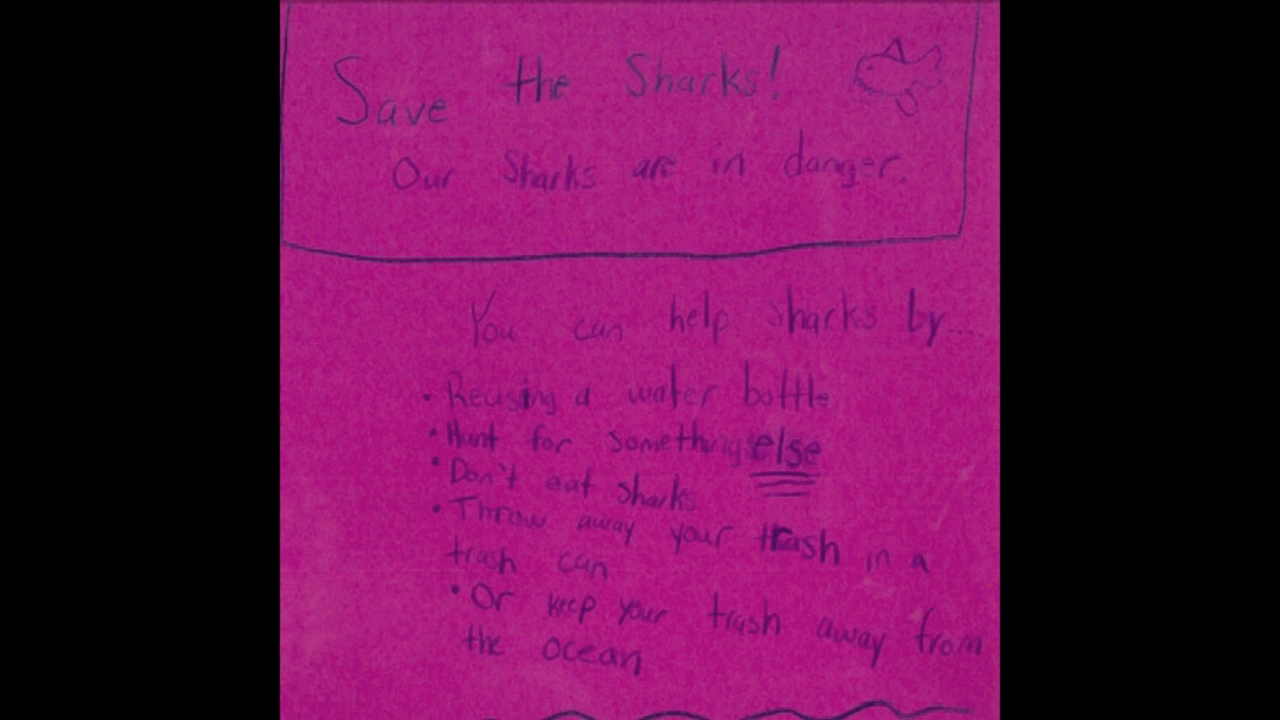 Save the Sharks!
Our Sharks are in danger.
You can help sharks by....
• Reusing a water bottle
• Hunt for something else
• Don't eat sharks
• Throw away your trash in a
trash can
• Or keep your trash away from
the ocean